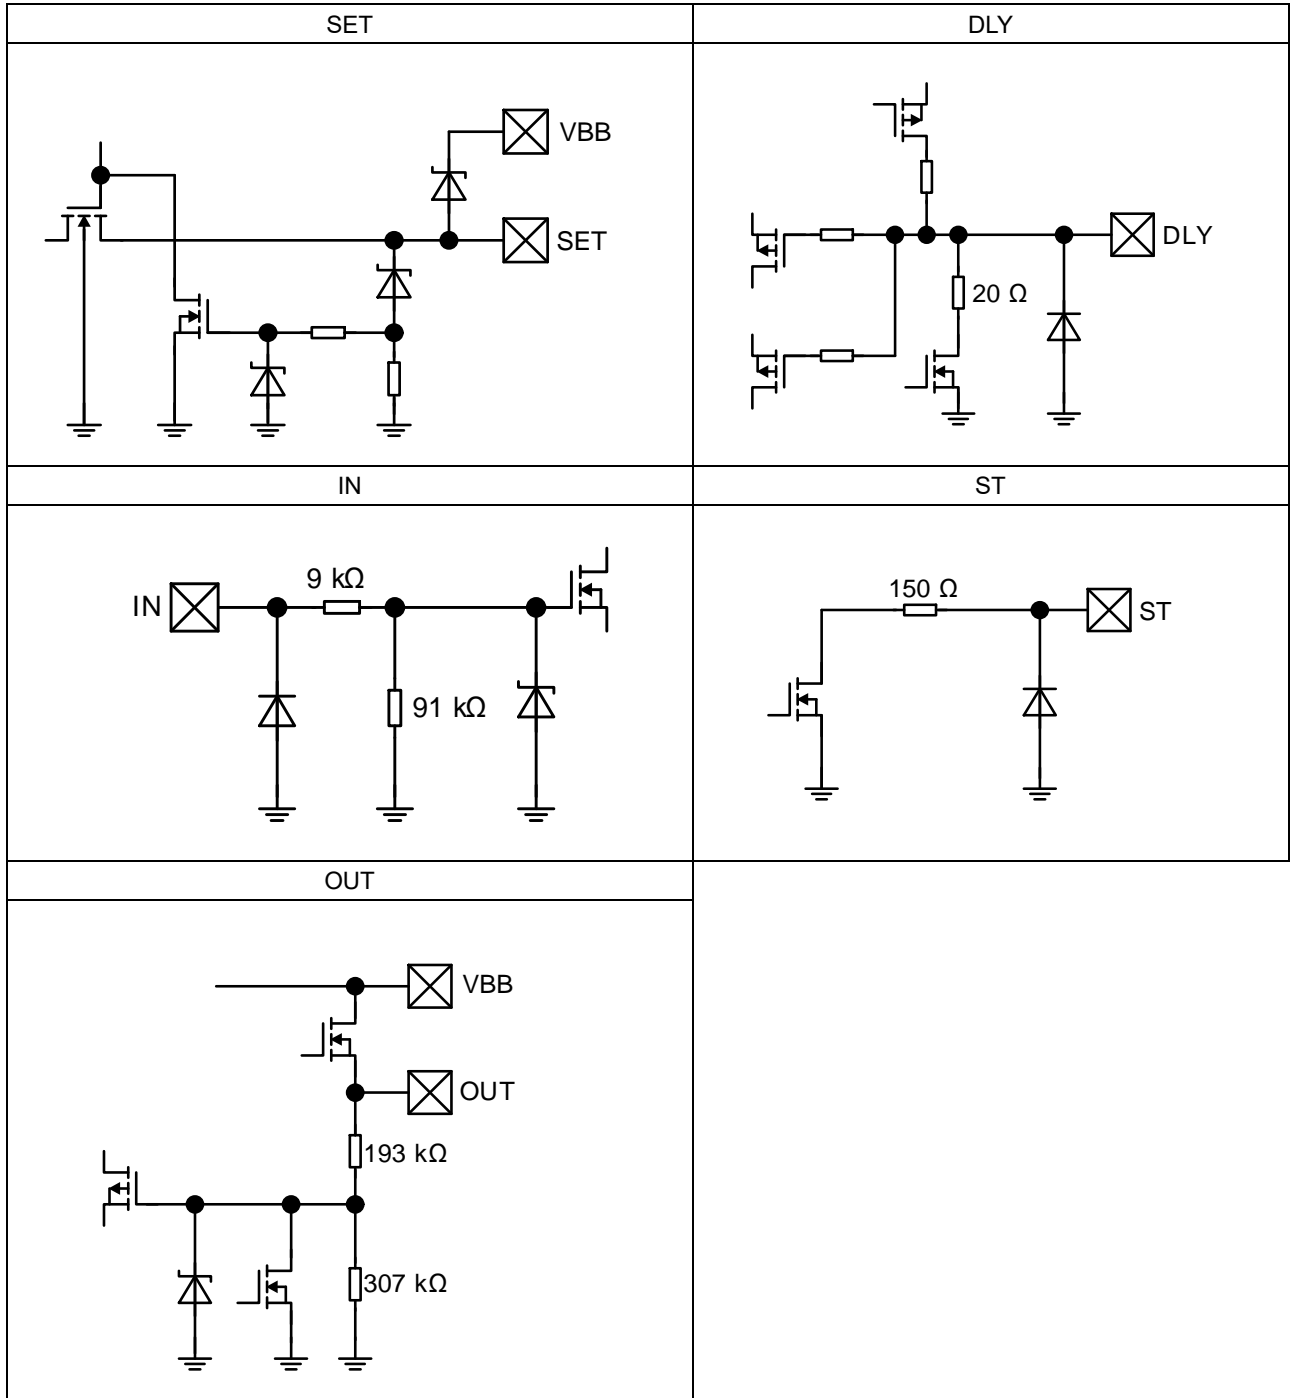 SET
DLY
VBB
SET
DLY
20 Ω
IN
ST
IN
9 kΩ
91 kΩ
150 Ω
ST
OUT
VBB
OUT
193 kΩ
307 kΩ